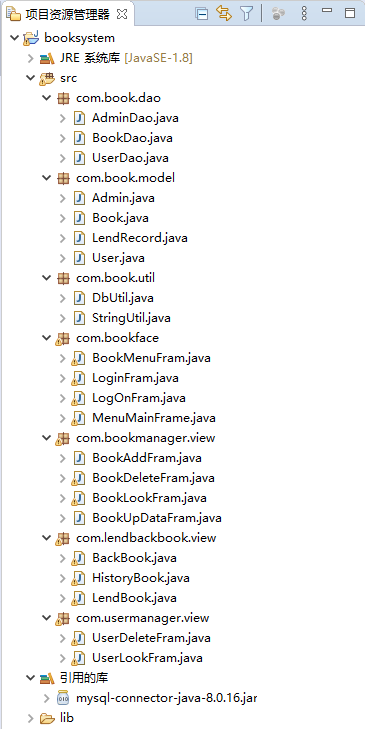 项目资源管理器
booksystem
JRE 系统库 [JavaSE-1.8]
src
com.book.dao
AdminDao.java
BookDao.java
UserDao.java
com.book.model
Admin.java
Book.java
LendRecord.java
User.java
com.book.util
DbUtil.java
StringUtil.java
com.bookface
BookMenuFram.java
LoginFram.java
LogOnFram.java
MenuMainFrame.java
com.bookmanager.view
BookAddFram.java
BookDeleteFram.java
BookLookFram.java
BookUpDataFram.java
com.lendbackbook.view
BackBook.java
HistoryBook.java
LendBook.java
com.usermanager.view
UserDeleteFram.java
UserLookFram.java
引用的库
mysql-connector-java-8.0.16.jar
lib